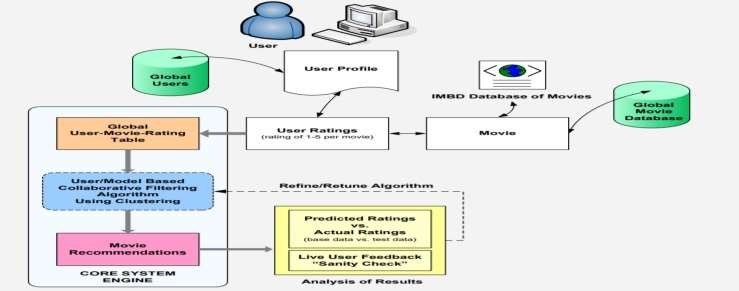 User
Global
Users
User Profile
IMBD Database of Movies
Global
Movie
Database
Global
User-Movie-Rating
Table
User Ratings
(rating of 1-5 per movie)
Movie
User/Model Based
Collaborative Filtering
Algorithm
Using Clustering
Refine/Retune Algorithm
Predicted Ratings
vs.
Actual Ratings
(base data vs. test data)
Movie
Recommendations
Live User Feedback
"Sanity Check"
CORE SYSTEM
ENGINE
Analysis of Results